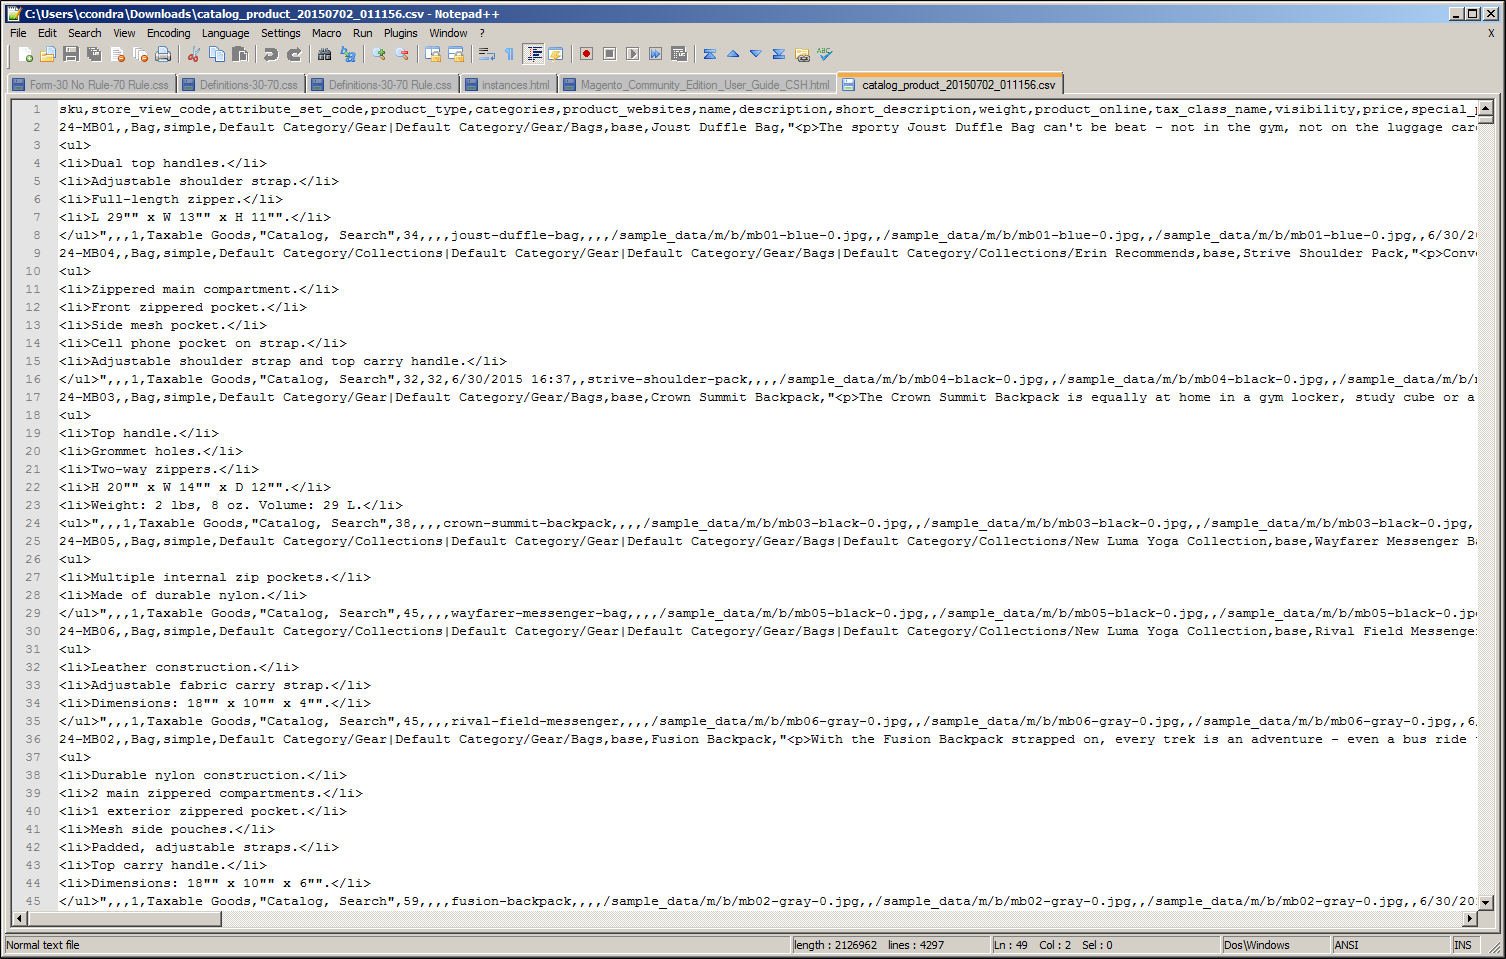 C:\Users\ccondra\Downloads\catalog_product_20150702_011156.csv - Notepad++
File Edit Search View Encoding Language Settings Macro Run Plugins Window ? X
Form-30 No Rule-70 Rule.css Definitions-30-70.css Definitions-30-70 Rule.css instances.html Magento_Community_Edition_User_Guide_CSH.html catalog_product_20150702_011156.csv
1 sku,store_view_code,attribute_set_code,product_type,categories,product_websites,name,description,short_description,weight,product_online,tax_class_name,visibility,price,special_p
2 24-MB01,,Bag,simple,Default Category/Gear|Default Category/Gear/Bags,base,Joust Duffle Bag,"<p>The sporty Joust Duffle Bag can't be beat - not in the gym, not on the luggage car
3 <ul>
4 <li>Dual top handles.</li>
5 <li>Adjustable shoulder strap.</li>
6 <li>Full-length zipper.</li>
7 <li>L 29"" x W 13"" x H 11"".</li>
8 </ul>",,,1,Taxable Goods,"Catalog, Search",34,,,,joust-duffle-bag,,,,/sample_data/m/b/mb01-blue-0.jpg,,/sample_data/m/b/mb01-blue-0.jpg,,/sample_data/m/b/mb01-blue-0.jpg,,6/30/20
9 24-MB04,,Bag,simple,Default Category/Collections|Default Category/Gear|Default Category/Gear/Bags|Default Category/Collections/Erin Recommends,base,Strive Shoulder Pack,"<p>Conv
10 <ul>
11 <li>Zippered main compartment.</li>
12 <li>Front zippered pocket.</li>
13 <li>Side mesh pocket.</li>
14 <li>Cell phone pocket on strap.</li>
15 <li>Adjustable shoulder strap and top carry handle.</li>
16 </ul>",,,1,Taxable Goods,"Catalog, Search",32,32,6/30/2015 16:37,,strive-shoulder-pack,,,,/sample_data/m/b/mb04-black-0.jpg,,/sample_data/m/b/mb04-black-0.jpg,,/sample_data/m/b/m
17 24-MB03,,Bag,simple,Default Category/Gear|Default Category/Gear/Bags,base,Crown Summit Backpack,"<p>The Crown Summit Backpack is equally at home in a gym locker, study cube or a
18 <ul>
19 <li>Top handle.</li>
20 <li>Grommet holes.</li>
21 <li>Two-way zippers.</li>
22 <li>H 20"" x W 14"" x D 12"".</li>
23 <li>Weight: 2 lbs, 8 oz. Volume: 29 L.</li>
24 <ul>",,,1,Taxable Goods,"Catalog, Search",38,,,,crown-summit-backpack,,,,/sample_data/m/b/mb03-black-0.jpg,,/sample_data/m/b/mb03-black-0.jpg,,/sample_data/m/b/mb03-black-0.jpg,
25 24-MB05,,Bag,simple,Default Category/Collections|Default Category/Gear|Default Category/Gear/Bags|Default Category/Collections/New Luma Yoga Collection,base,Wayfarer Messenger B
26 <ul>
27 <li>Multiple internal zip pockets.</li>
28 <li>Made of durable nylon.</li>
29 </ul>",,,1,Taxable Goods,"Catalog, Search",45,,,,wayfarer-messenger-bag,,,,/sample_data/m/b/mb05-black-0.jpg,,/sample_data/m/b/mb05-black-0.jpg,,/sample_data/m/b/mb05-black-0.jp
30 24-MB06,,Bag,simple,Default Category/Collections|Default Category/Gear|Default Category/Gear/Bags|Default Category/Collections/New Luma Yoga Collection,base,Rival Field Messenge
31 <ul>
32 <li>Leather construction.</li>
33 <li>Adjustable fabric carry strap.</li>
34 <li>Dimensions: 18"" x 10"" x 4"".</li>
35 </ul>",,,1,Taxable Goods,"Catalog, Search",45,,,,rival-field-messenger,,,,/sample_data/m/b/mb06-gray-0.jpg,,/sample_data/m/b/mb06-gray-0.jpg,,/sample_data/m/b/mb06-gray-0.jpg,,6/
36 24-MB02,,Bag,simple,Default Category/Gear|Default Category/Gear/Bags,base,Fusion Backpack,"<p>With the Fusion Backpack strapped on, every trek is an adventure - even a bus ride
37 <ul>
38 <li>Durable nylon construction.</li>
39 <li>2 main zippered compartments.</li>
40 <li>1 exterior zippered pocket.</li>
41 <li>Mesh side pouches.</li>
42 <li>Padded, adjustable straps.</li>
43 <li>Top carry handle.</li>
44 <li>Dimensions: 18"" x 10"" x 6"".</li>
45 </ul>",,,1,Taxable Goods,"Catalog, Search",59,,,,fusion-backpack,,,,/sample_data/m/b/mb02-gray-0.jpg,,/sample_data/m/b/mb02-gray-0.jpg,,/sample_data/m/b/mb02-gray-0.jpg,,6/30/20
Normal text file length : 2126962 lines : 4297 Ln : 49 Col : 2 Sel : 0 Dos\Windows ANSI INS